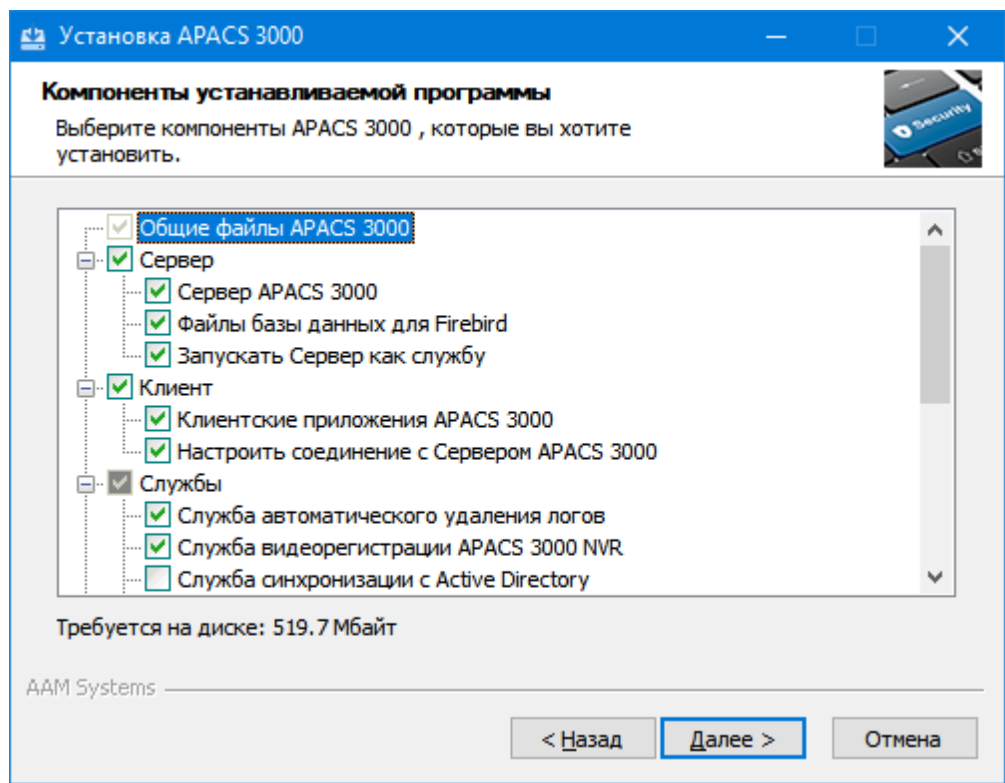 Установка APACS 3000
Компоненты устанавливаемой программы
Выберите компоненты APACS 3000 , которые вы хотите
установить.
Security
Общие файлы APACS 3000
Сервер
Сервер APACS 3000
Файлы базы данных для Firebird
Запускать Сервер как службу
Клиент
Клиентские приложения APACS 3000
Настроить соединение с Сервером APACS 3000
Службы
Служба автоматического удаления логов
Служба видеорегистрации APACS 3000 NVR
Служба синхронизации с Active Directory
Требуется на диске: 519.7 Мбайт
AAM Systems
< Назад
Далее >
Отмена